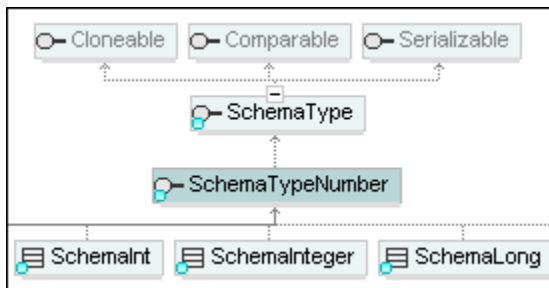 Cloneable Comparable Serializable
SchemaType
SchemaTypeNumber
SchemaInt SchemaInteger SchemaLong